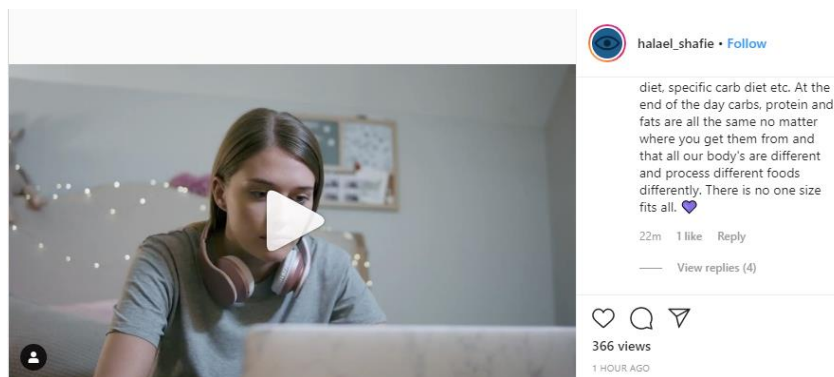 halael_shafie • Follow
diet, specific carb diet etc. At the
end of the day carbs, protein and
fats are all the same no matter
where you get them from and
that all our body's are different
and process different foods
differently. There is no one size
fits all. 💜
22m 1 like Reply
View replies (4)
366 views
1 HOUR AGO